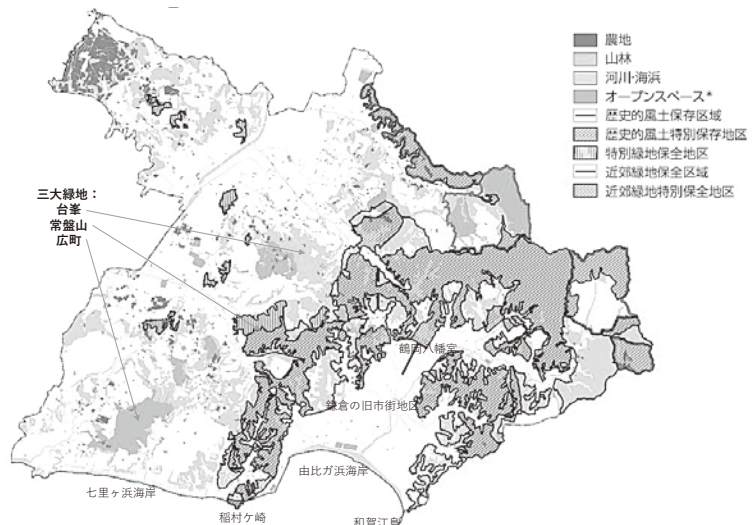 農地
山林
河川・海浜
オープンスペース*
歴史的風土保存区域
歴史的風土特別保存地区
特別緑地保全地区
近郊緑地保全区域
近郊緑地特別保全地区
三大緑地：
台峯
常盤山
広町
鶴岡八幡宮
鎌倉の旧市街地区
由比ガ浜海岸
七里ヶ浜海岸
稲村ケ崎
和賀江島